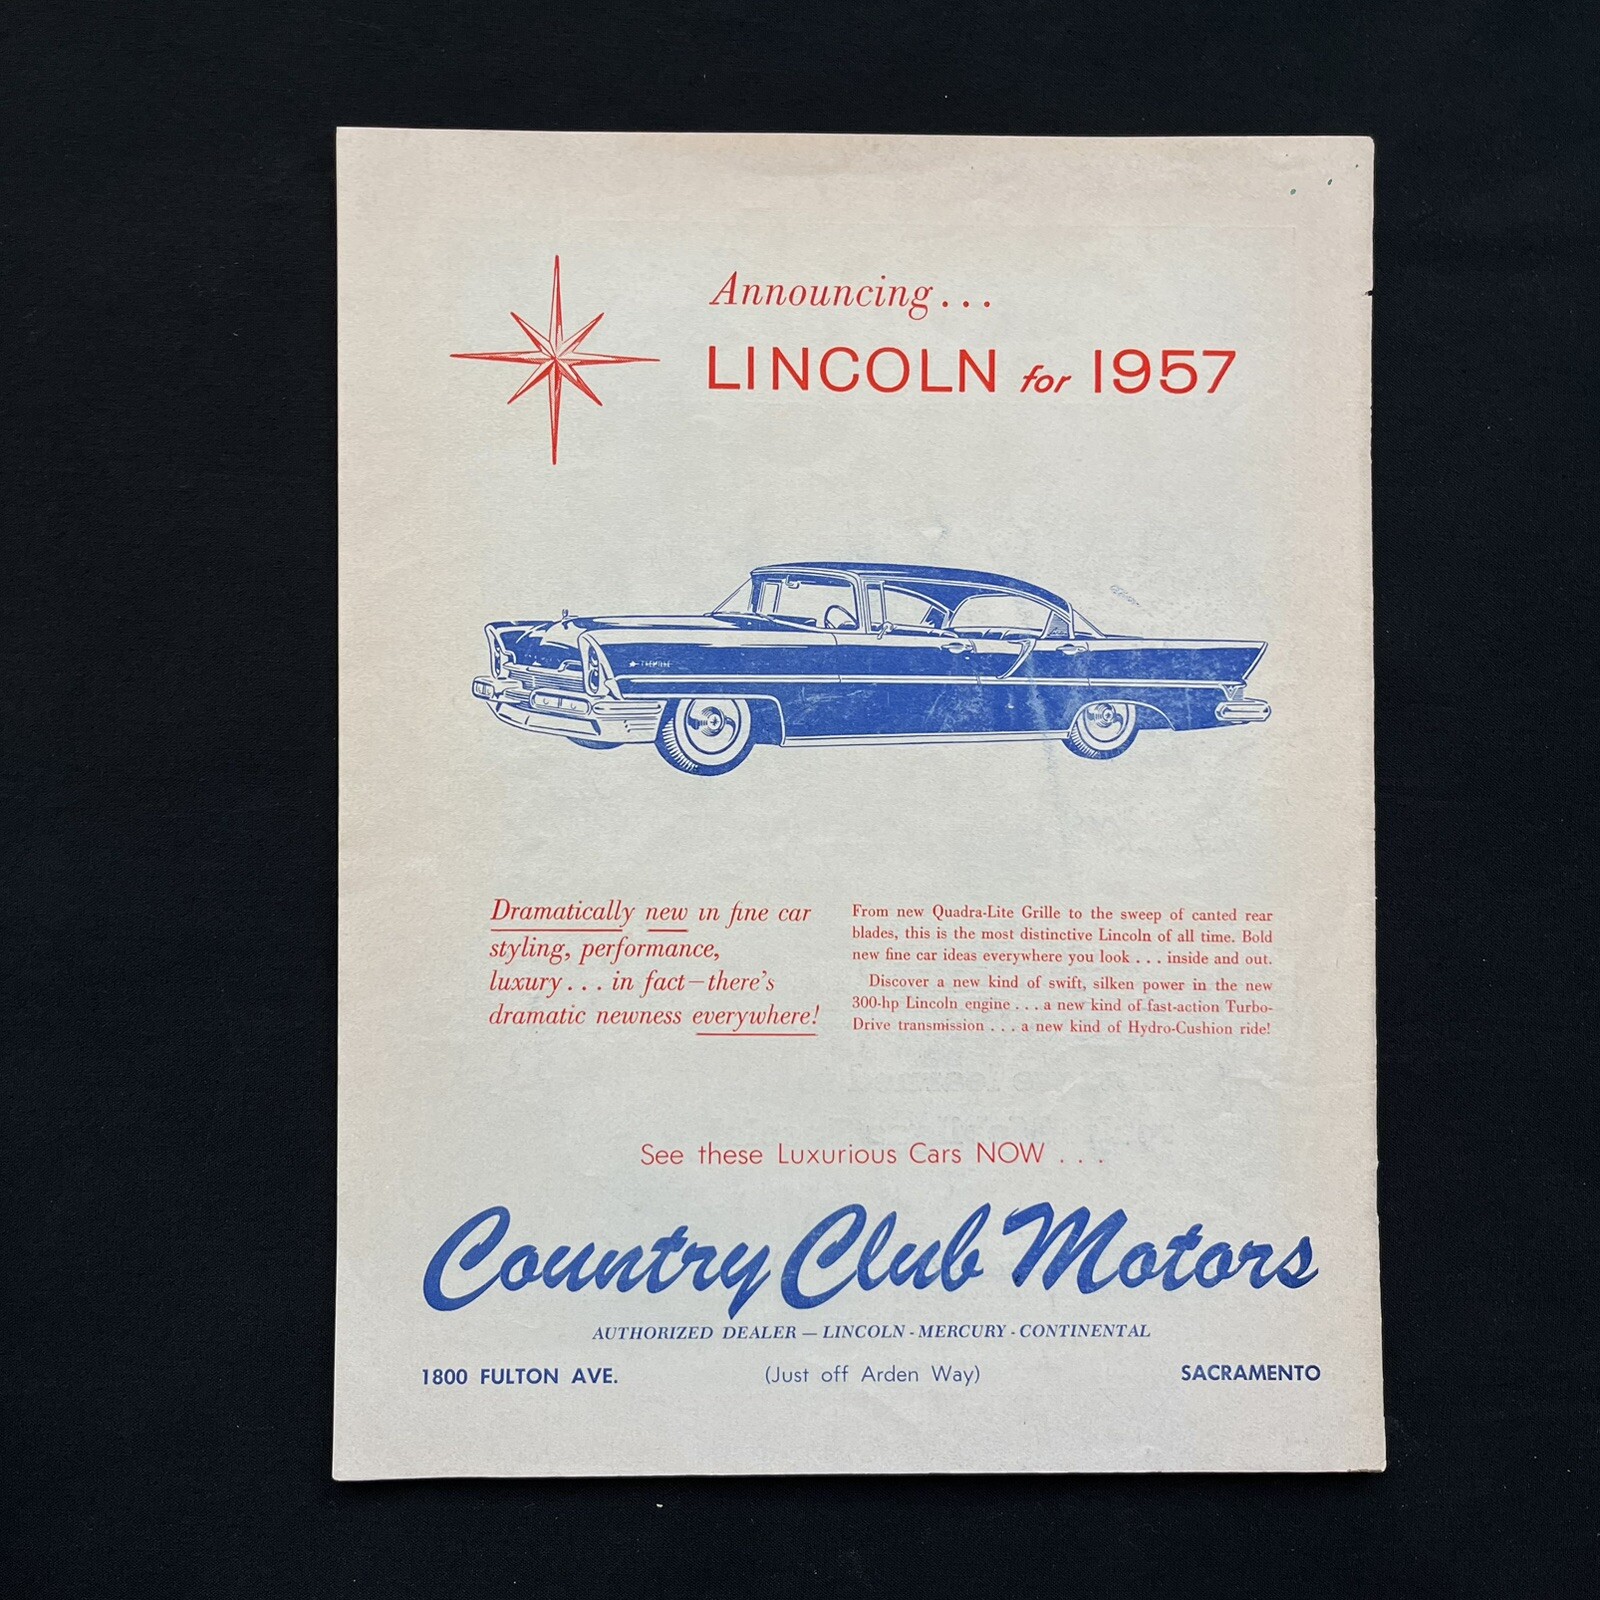 Announcing...
LINCOLN for 1957
PREMIERE
Dramatically new in fine car
styling, performance,
luxury... in fact—there's
dramatic newness everywhere!
From new Quadra-Lite Grille to the sweep of canted rear
blades, this is the most distinctive Lincoln of all time. Bold
new fine car ideas everywhere you look... inside and out.
Discover a new kind of swift, silken power in the new
300-hp Lincoln engine... a new kind of fast-action Turbo-
Drive transmission... a new kind of Hydro-Cushion ride!
See these Luxurious Cars NOW...
Country Club Motors
AUTHORIZED DEALER — LINCOLN - MERCURY - CONTINENTAL
1800 FULTON AVE. (Just off Arden Way) SACRAMENTO